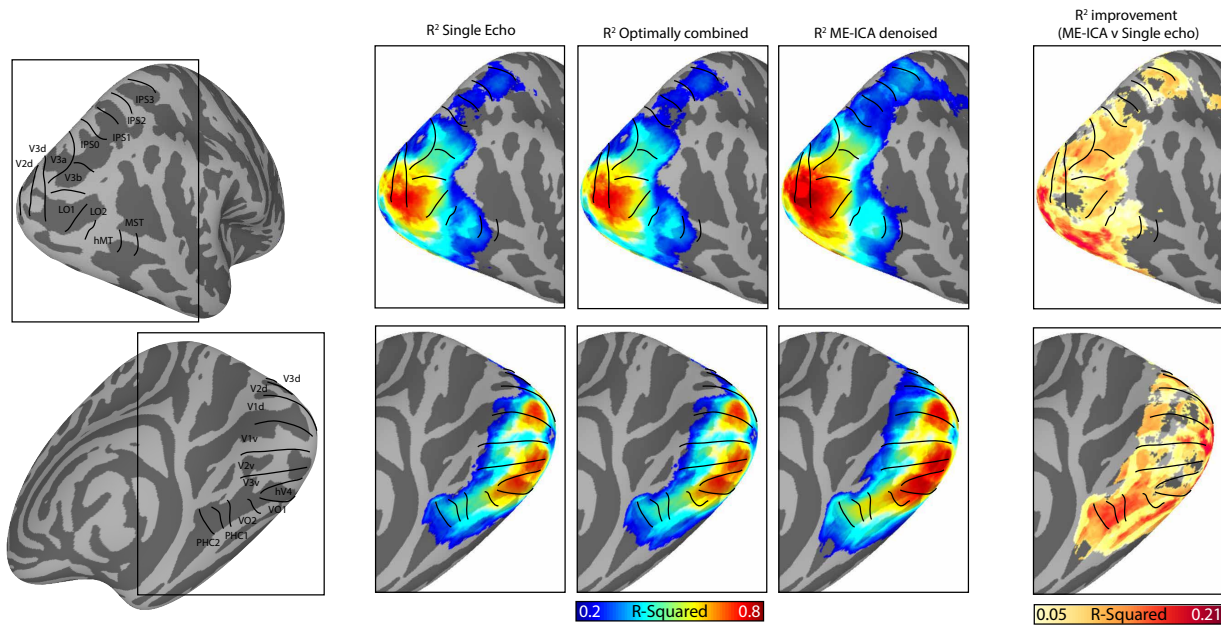 R² Single Echo
R² Optimally combined
R² ME-ICA denoised
R² improvement
(ME-ICA v Single echo)
IPS3
IPS2
IPS1
IPS0
V3d
V2d
V3a
V3b
LO1
LO2
MST
hMT
V3d
V2d
V1d
V1v
V2v
V3v
hV4
VO1
VO2
PHC1
PHC2
0.2 R-Squared 0.8
0.05 R-Squared 0.21